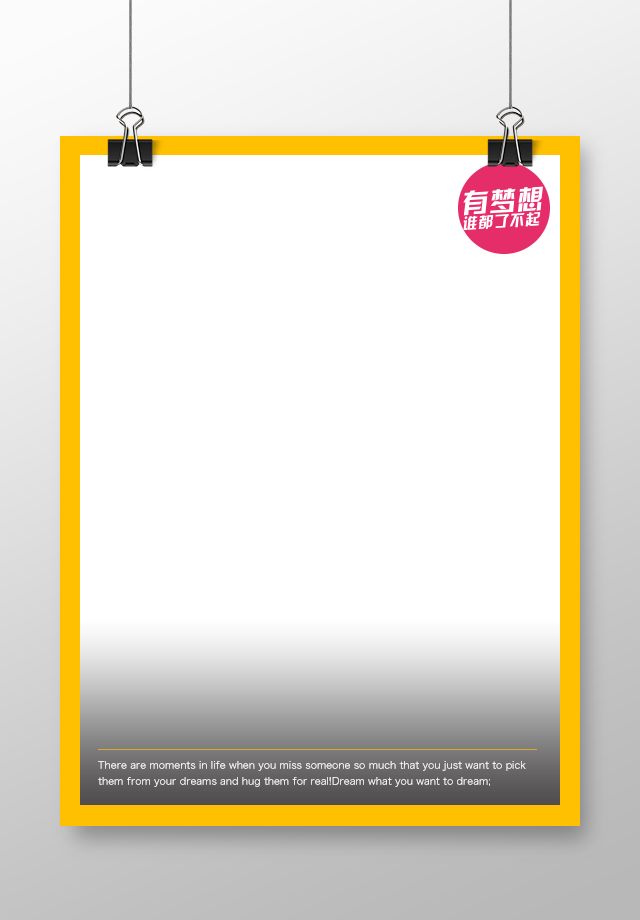 有梦想
谁都了不起
There are moments in life when you miss someone so much that you just want to pick
them from your dreams and hug them for real!Dream what you want to dream;